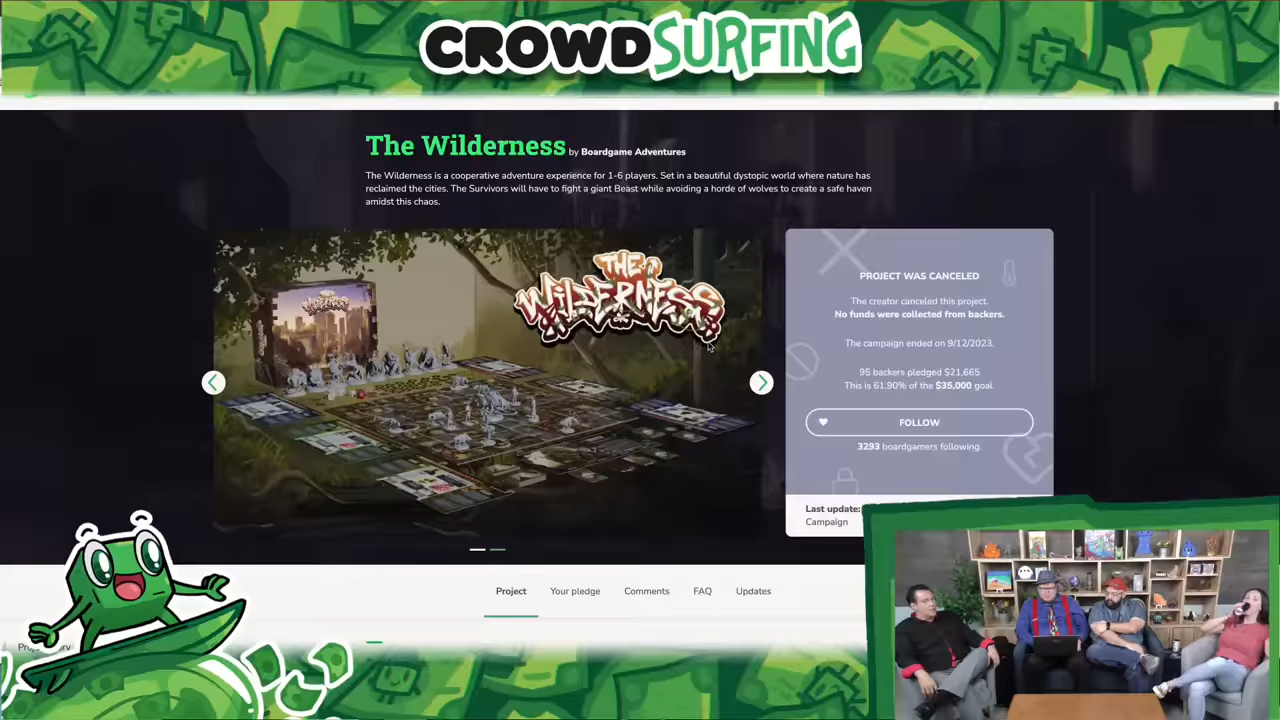 CROWDSURFING
The Wilderness by Boardgame Adventures
The Wilderness is a cooperative adventure experience for 1-6 players. Set in a beautiful dystopic world where nature has
reclaimed the cities. The Survivors will have to fight a giant Beast while avoiding a horde of wolves to create a safe haven
amidst this chaos.
THE
WILDERNESS
PROJECT WAS CANCELED
The creator canceled this project.
No funds were collected from backers.
The campaign ended on 9/12/2023.
95 backers pledged $21,665
This is 61.90% of the $35,000 goal
FOLLOW
3293 boardgamers following.
Last update:
Campaign
Project Your pledge Comments FAQ Updates